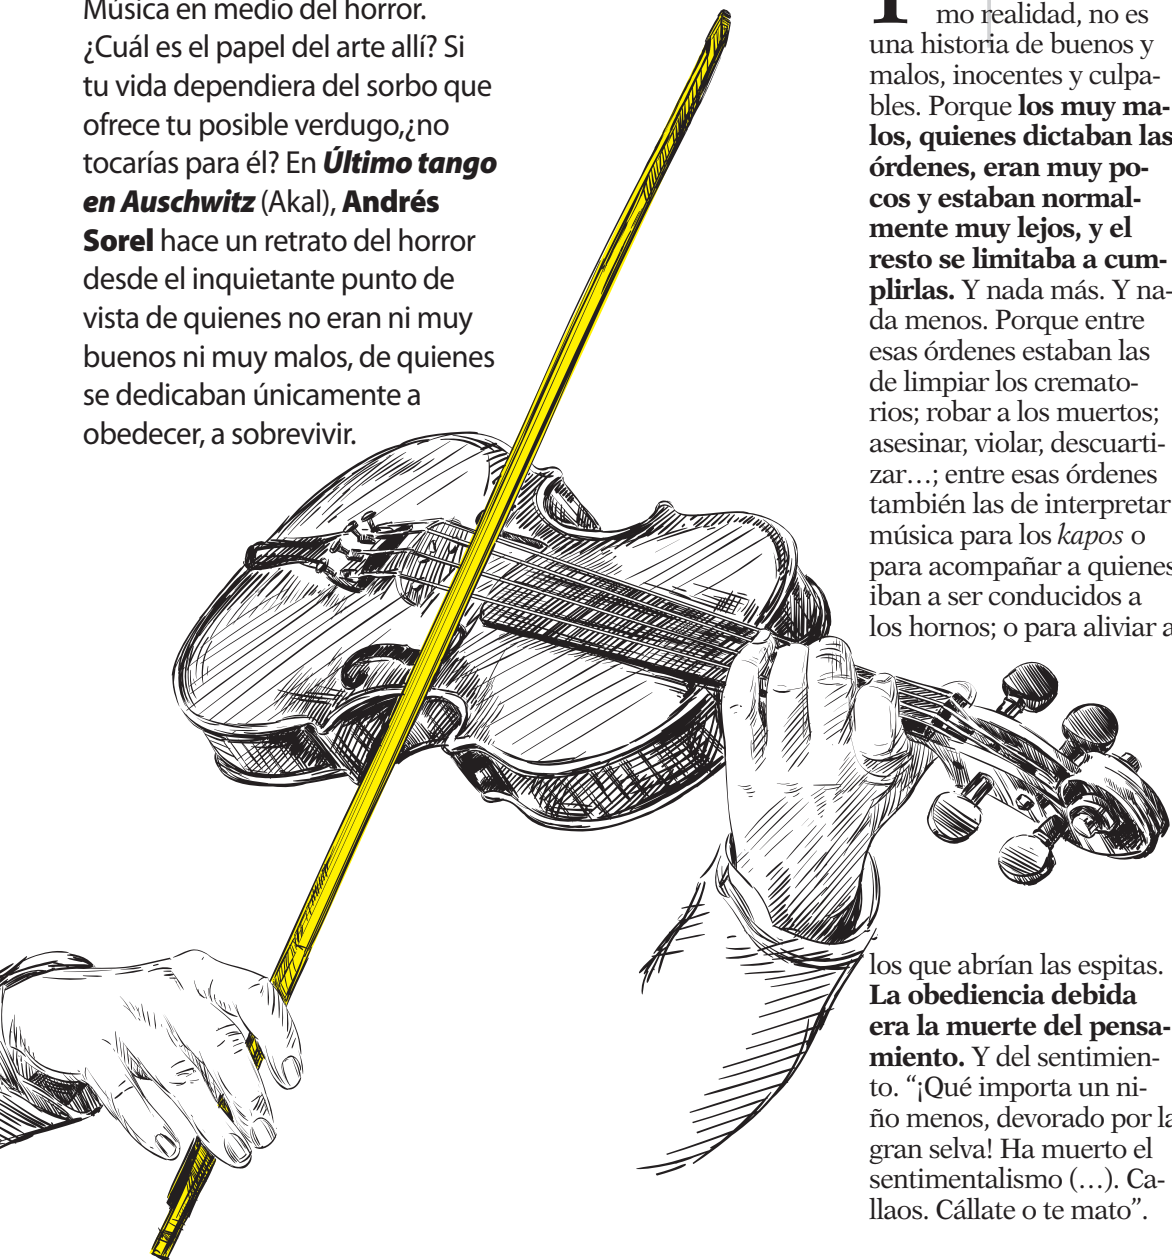 Música en medio del horror.
¿Cuál es el papel del arte allí? Si
tu vida dependiera del sorbo que
ofrece tu posible verdugo,¿no
tocarías para él? En Último tango
en Auschwitz (Akal), Andrés
Sorel hace un retrato del horror
desde el inquietante punto de
vista de quienes no eran ni muy
buenos ni muy malos, de quienes
se dedicaban únicamente a
obedecer, a sobrevivir.
mo realidad, no es
una historia de buenos y
malos, inocentes y culpa-
bles. Porque los muy ma-
los, quienes dictaban las
órdenes, eran muy po-
cos y estaban normal-
mente muy lejos, y el
resto se limitaba a cum-
plirlas. Y nada más. Y na-
da menos. Porque entre
esas órdenes estaban las
de limpiar los cremato-
rios; robar a los muertos;
asesinar, violar, descuarti-
zar…; entre esas órdenes
también las de interpretar
música para los kapos o
para acompañar a quienes
iban a ser conducidos a
los hornos; o para aliviar a
los que abrían las espitas.
La obediencia debida
era la muerte del pensa-
miento. Y del sentimien-
to. “¡Qué importa un ni-
ño menos, devorado por la
gran selva! Ha muerto el
sentimentalismo (…). Ca-
llaos. Cállate o te mato”.